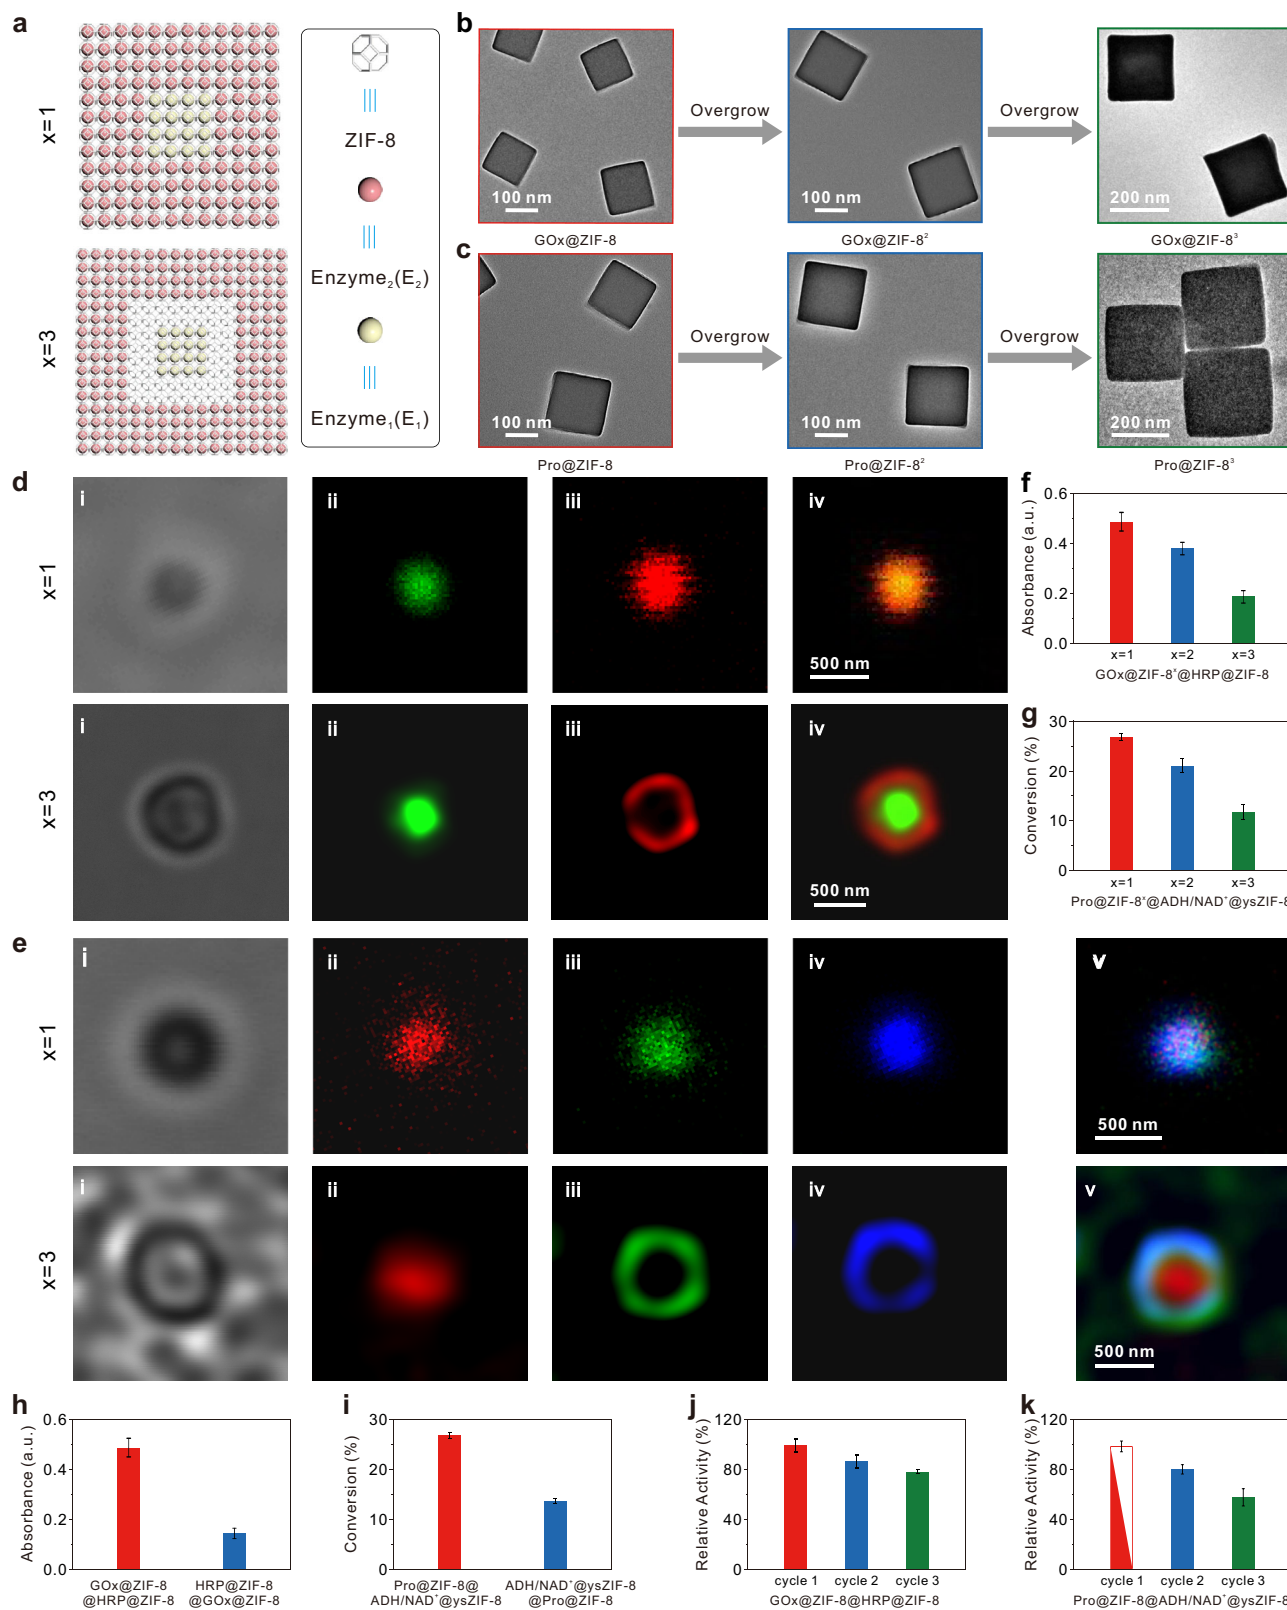 a
x=1
x=3
ZIF-8
Enzyme₂(E₂)
Enzyme₁(E₁)
b
100 nm
GOx@ZIF-8
Overgrow
100 nm
GOx@ZIF-8²
Overgrow
200 nm
GOx@ZIF-8³
c
100 nm
Pro@ZIF-8
Overgrow
100 nm
Pro@ZIF-8²
Overgrow
200 nm
Pro@ZIF-8³
d
x=1
i
ii
iii
iv
500 nm
x=3
i
ii
iii
iv
500 nm
f
Absorbance (a.u.)
0.6
0.4
0.2
0.0
x=1 x=2 x=3
GOx@ZIF-8ˣ@HRP@ZIF-8
g
Conversion (%)
30
20
10
0
x=1 x=2 x=3
Pro@ZIF-8ˣ@ADH/NAD⁺@ysZIF-8
e
x=1
i
ii
iii
iv
v
500 nm
x=3
i
ii
iii
iv
v
500 nm
h
Absorbance (a.u.)
0.6
0.4
0.2
0.0
GOx@ZIF-8
@HRP@ZIF-8
HRP@ZIF-8
@GOx@ZIF-8
i
Conversion (%)
30
20
10
0
Pro@ZIF-8@
ADH/NAD⁺@ysZIF-8
ADH/NAD⁺@ysZIF-8
@Pro@ZIF-8
j
Relative Activity (%)
120
80
40
0
cycle 1 cycle 2 cycle 3
GOx@ZIF-8@HRP@ZIF-8
k
Relative Activity (%)
120
80
40
0
cycle 1 cycle 2 cycle 3
Pro@ZIF-8@ADH/NAD⁺@ysZIF-8